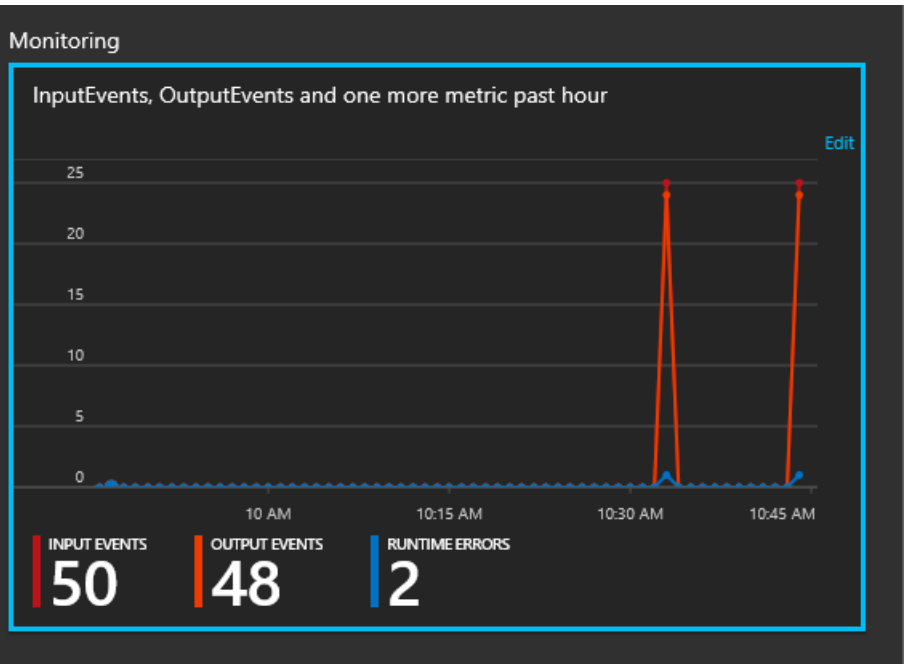 Monitoring
InputEvents, OutputEvents and one more metric past hour
Edit
25
20
15
10
5
0
10 AM 10:15 AM 10:30 AM 10:45 AM
INPUT EVENTS OUTPUT EVENTS RUNTIME ERRORS
50 48 2